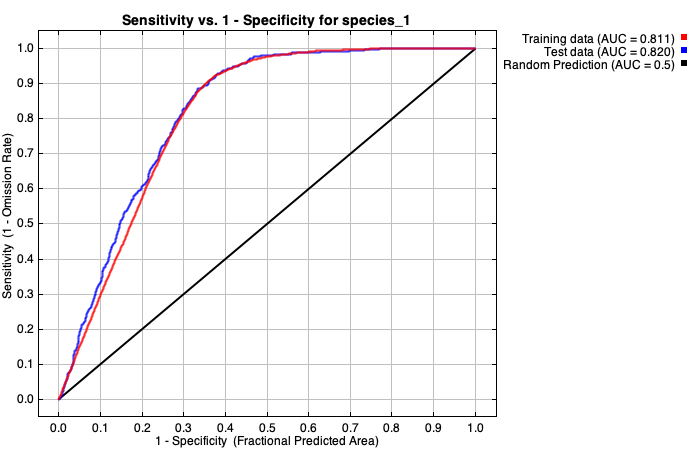 Sensitivity vs. 1 - Specificity for species_1
Training data (AUC = 0.811)
Test data (AUC = 0.820)
Random Prediction (AUC = 0.5)
1.0
0.9
0.8
0.7
0.6
0.5
0.4
0.3
0.2
0.1
0.0
Sensitivity (1 - Omission Rate)
0.0 0.1 0.2 0.3 0.4 0.5 0.6 0.7 0.8 0.9 1.0
1 - Specificity (Fractional Predicted Area)